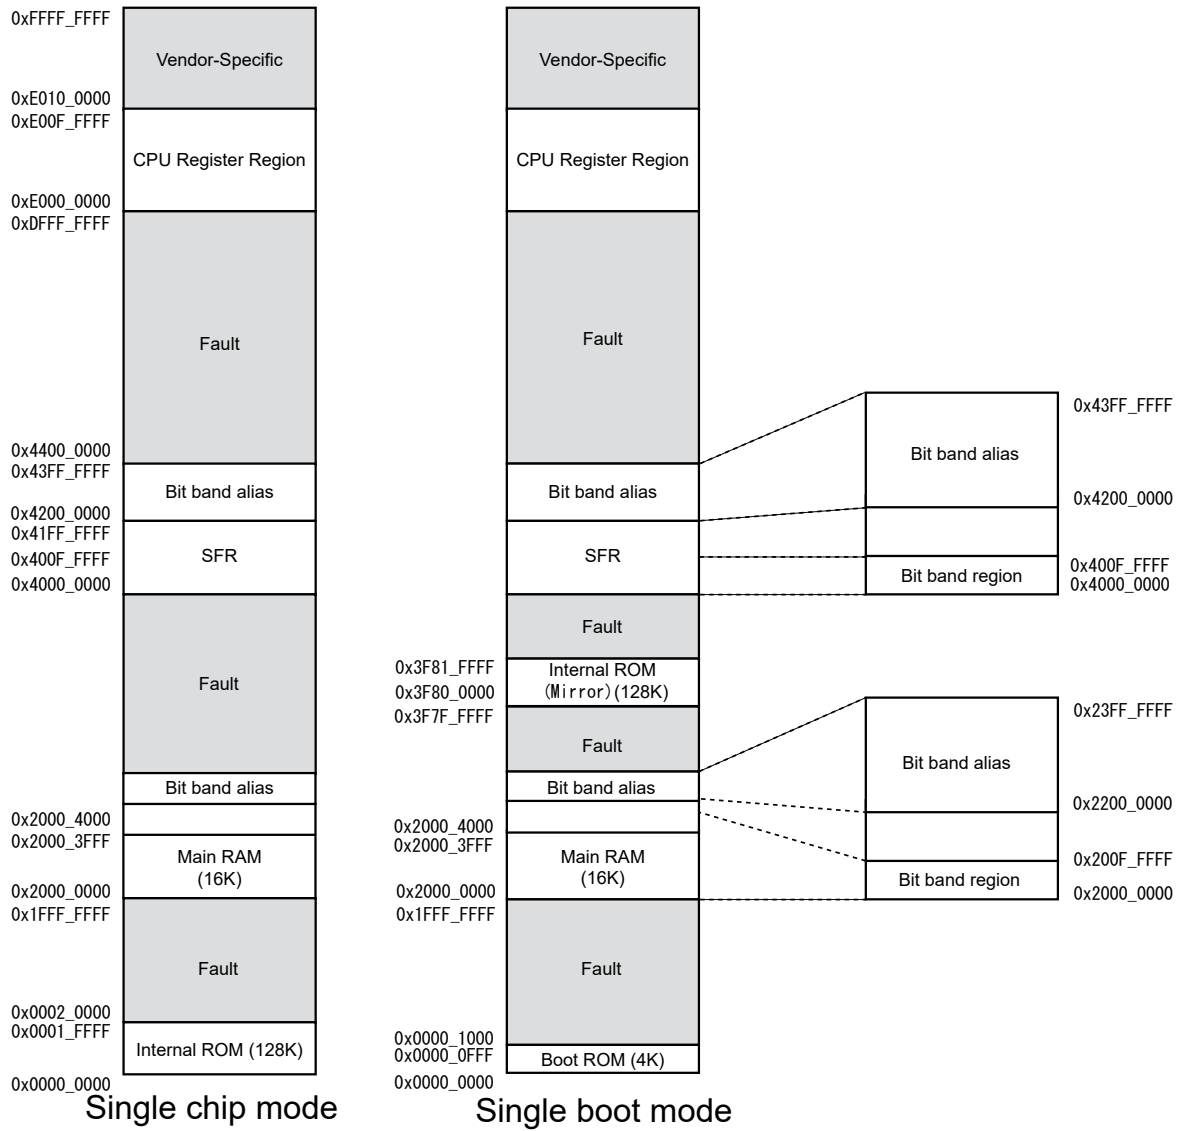 0xFFFF_FFFF
Vendor-Specific
0xE010_0000
0xE00F_FFFF
CPU Register Region
0xE000_0000
0xDFFF_FFFF
Fault
0x4400_0000
0x43FF_FFFF
Bit band alias
0x4200_0000
0x41FF_FFFF
0x400F_FFFF
SFR
0x4000_0000
Fault
Bit band alias
0x2000_4000
0x2000_3FFF
Main RAM
(16K)
0x2000_0000
0x1FFF_FFFF
Fault
0x0002_0000
0x0001_FFFF
Internal ROM (128K)
0x0000_0000
Single chip mode
Vendor-Specific
CPU Register Region
Fault
Bit band alias
SFR
Fault
0x3F81_FFFF
Internal ROM
(Mirror)(128K)
0x3F80_0000
0x3F7F_FFFF
Fault
Bit band alias
0x2000_4000
0x2000_3FFF
Main RAM
(16K)
0x2000_0000
0x1FFF_FFFF
Fault
0x0000_1000
0x0000_0FFF
Boot ROM (4K)
0x0000_0000
Single boot mode
0x43FF_FFFF
Bit band alias
0x4200_0000
0x400F_FFFF
Bit band region
0x4000_0000
0x23FF_FFFF
Bit band alias
0x2200_0000
0x200F_FFFF
Bit band region
0x2000_0000